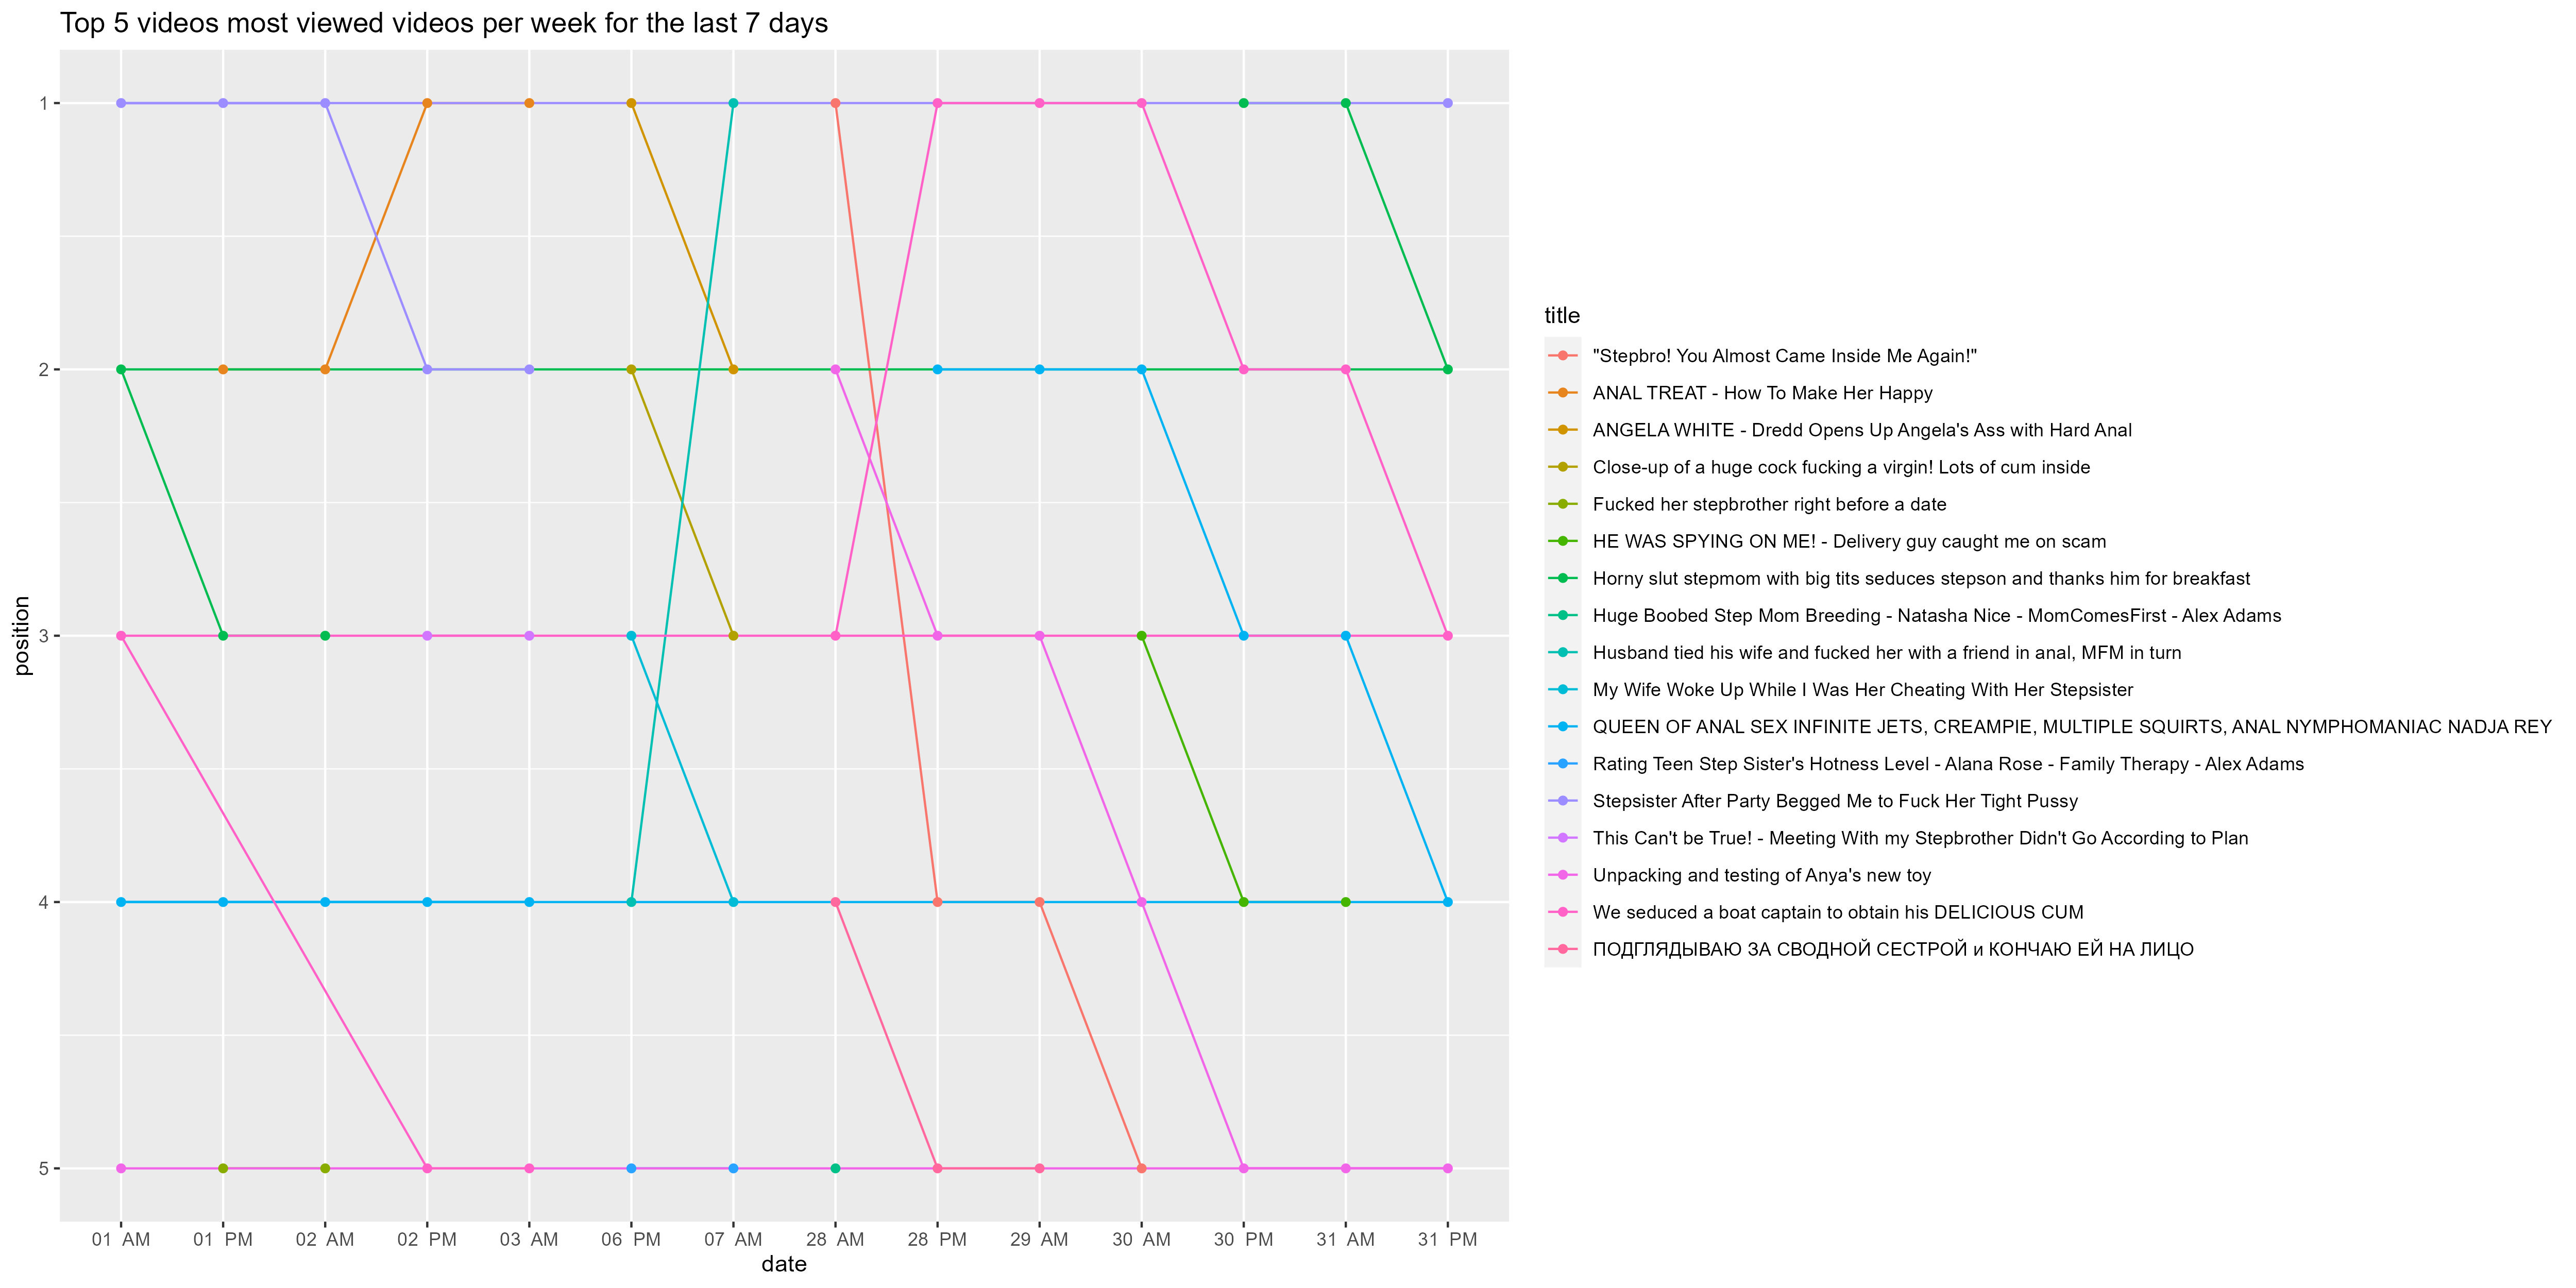 Top 5 videos most viewed videos per week for the last 7 days
position
1
2
3
4
5
01 AM 01 PM 02 AM 02 PM 03 AM 06 PM 07 AM 28 AM 28 PM 29 AM 30 AM 30 PM 31 AM 31 PM
date
title
"Stepbro! You Almost Came Inside Me Again!"
ANAL TREAT - How To Make Her Happy
ANGELA WHITE - Dredd Opens Up Angela's Ass with Hard Anal
Close-up of a huge cock fucking a virgin! Lots of cum inside
Fucked her stepbrother right before a date
HE WAS SPYING ON ME! - Delivery guy caught me on scam
Horny slut stepmom with big tits seduces stepson and thanks him for breakfast
Huge Boobed Step Mom Breeding - Natasha Nice - MomComesFirst - Alex Adams
Husband tied his wife and fucked her with a friend in anal, MFM in turn
My Wife Woke Up While I Was Her Cheating With Her Stepsister
QUEEN OF ANAL SEX INFINITE JETS, CREAMPIE, MULTIPLE SQUIRTS, ANAL NYMPHOMANIAC NADJA REY
Rating Teen Step Sister's Hotness Level - Alana Rose - Family Therapy - Alex Adams
Stepsister After Party Begged Me to Fuck Her Tight Pussy
This Can't be True! - Meeting With my Stepbrother Didn't Go According to Plan
Unpacking and testing of Anya's new toy
We seduced a boat captain to obtain his DELICIOUS CUM
ПОДГЛЯДЫВАЮ ЗА СВОДНОЙ СЕСТРОЙ и КОНЧАЮ ЕЙ НА ЛИЦО